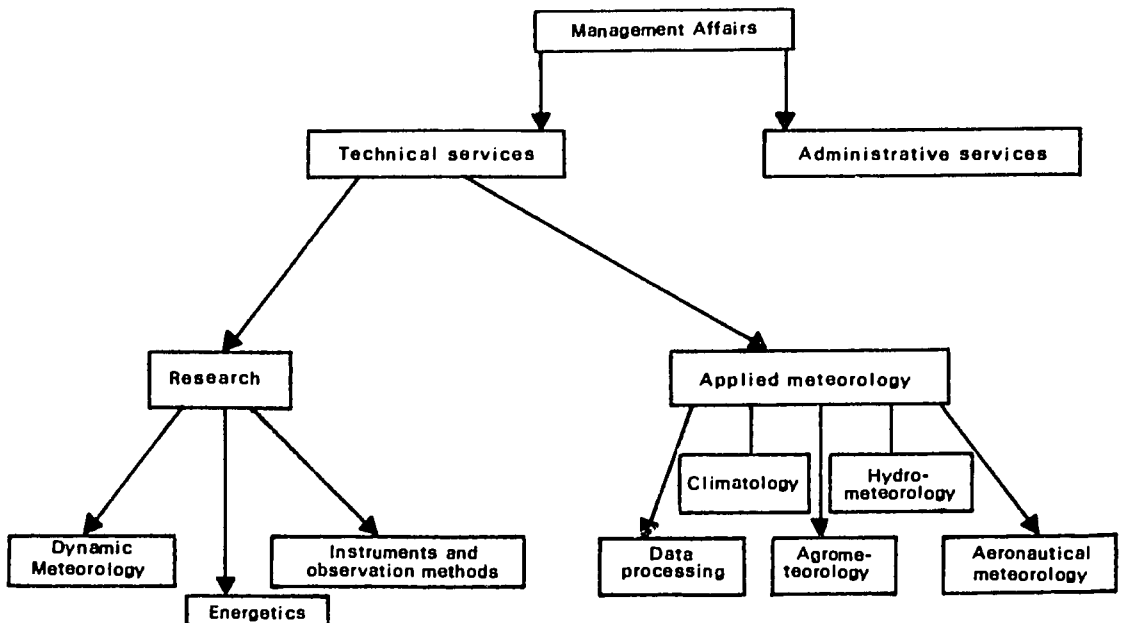 Management Affairs
Technical services
Administrative services
Research
Applied meteorology
Climatology
Hydro-
meteorology
Dynamic
Meteorology
Energetics
Instruments and
observation methods
Data
processing
Agrome-
teorology
Aeronautical
meteorology